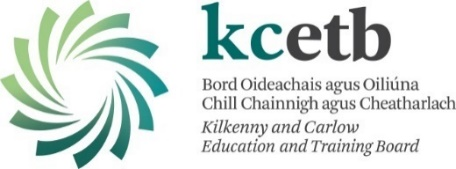 kcetb
Bord Oideachais agus Oiliúna
Chill Chainnigh agus Cheatharlach
Kilkenny and Carlow
Education and Training Board